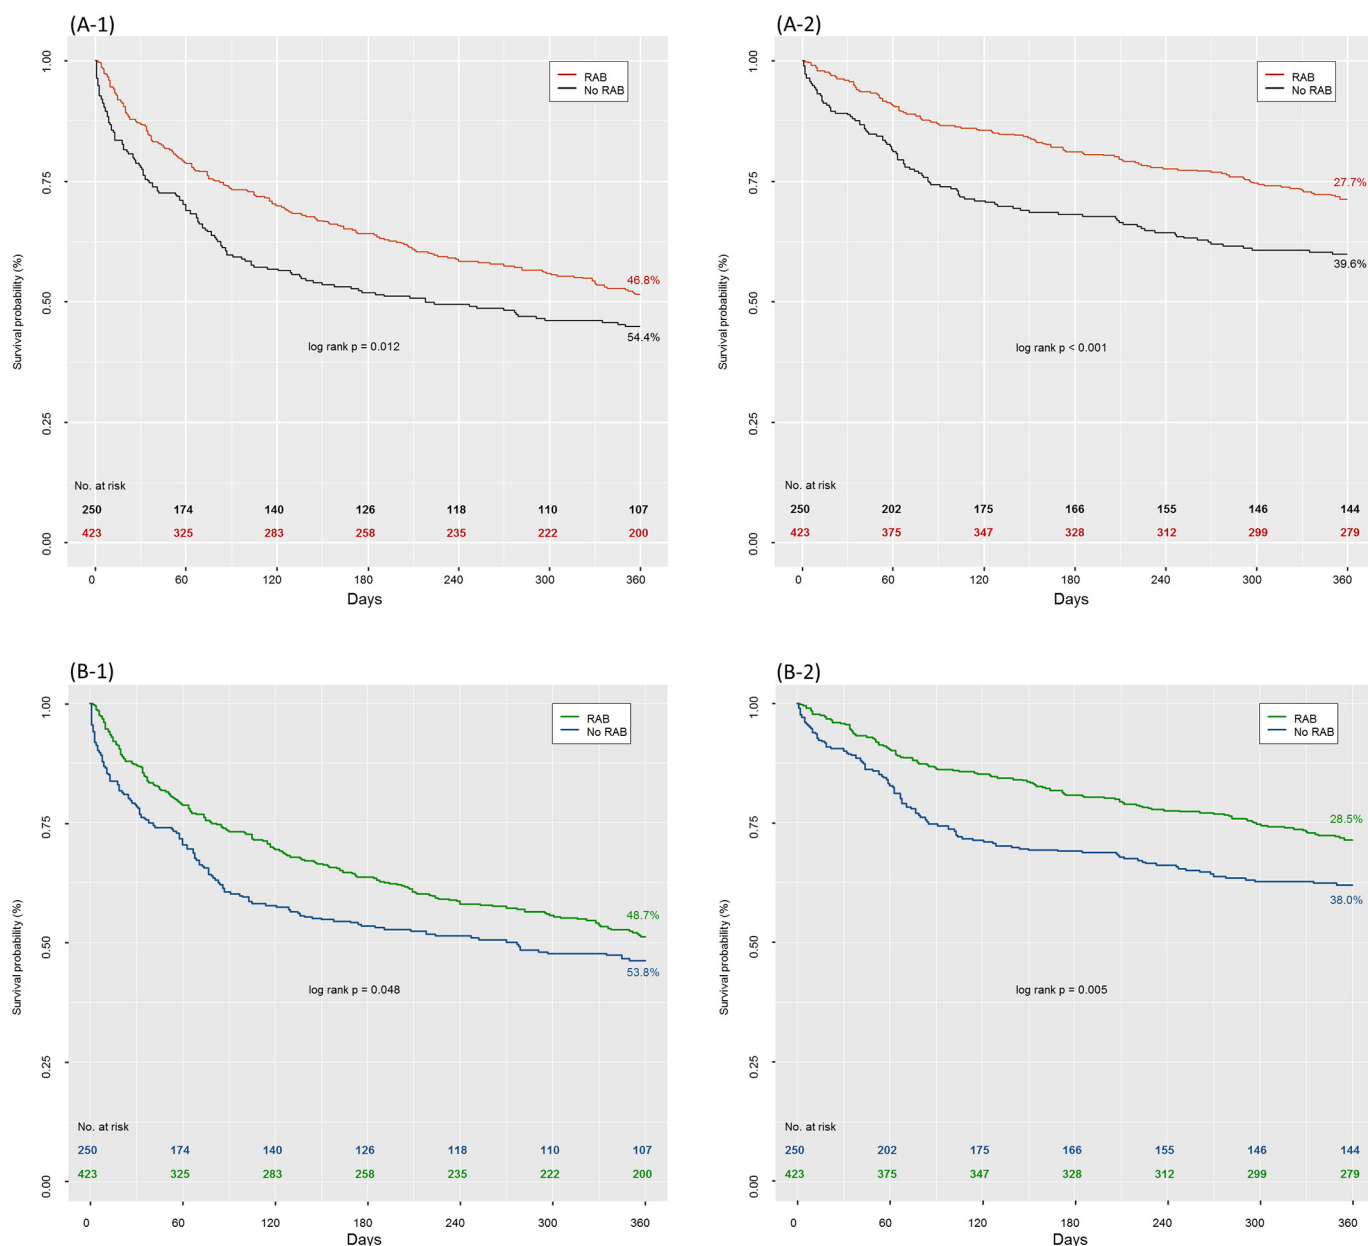 (A-1)
Survival probability (%)
1.00
0.75
0.50
0.25
0.00
RAB
No RAB
46.8%
54.4%
log rank p = 0.012
No. at risk
250 174 140 126 118 110 107
423 325 283 258 235 222 200
0 60 120 180 240 300 360
Days
(A-2)
Survival probability (%)
1.00
0.75
0.50
0.25
0.00
RAB
No RAB
27.7%
39.6%
log rank p < 0.001
No. at risk
250 202 175 166 155 146 144
423 375 347 328 312 299 279
0 60 120 180 240 300 360
Days
(B-1)
Survival probability (%)
1.00
0.75
0.50
0.25
0.00
RAB
No RAB
48.7%
53.8%
log rank p = 0.048
No. at risk
250 174 140 126 118 110 107
423 325 283 258 235 222 200
0 60 120 180 240 300 360
Days
(B-2)
Survival probability (%)
1.00
0.75
0.50
0.25
0.00
RAB
No RAB
28.5%
38.0%
log rank p = 0.005
No. at risk
250 202 175 166 155 146 144
423 375 347 328 312 299 279
0 60 120 180 240 300 360
Days